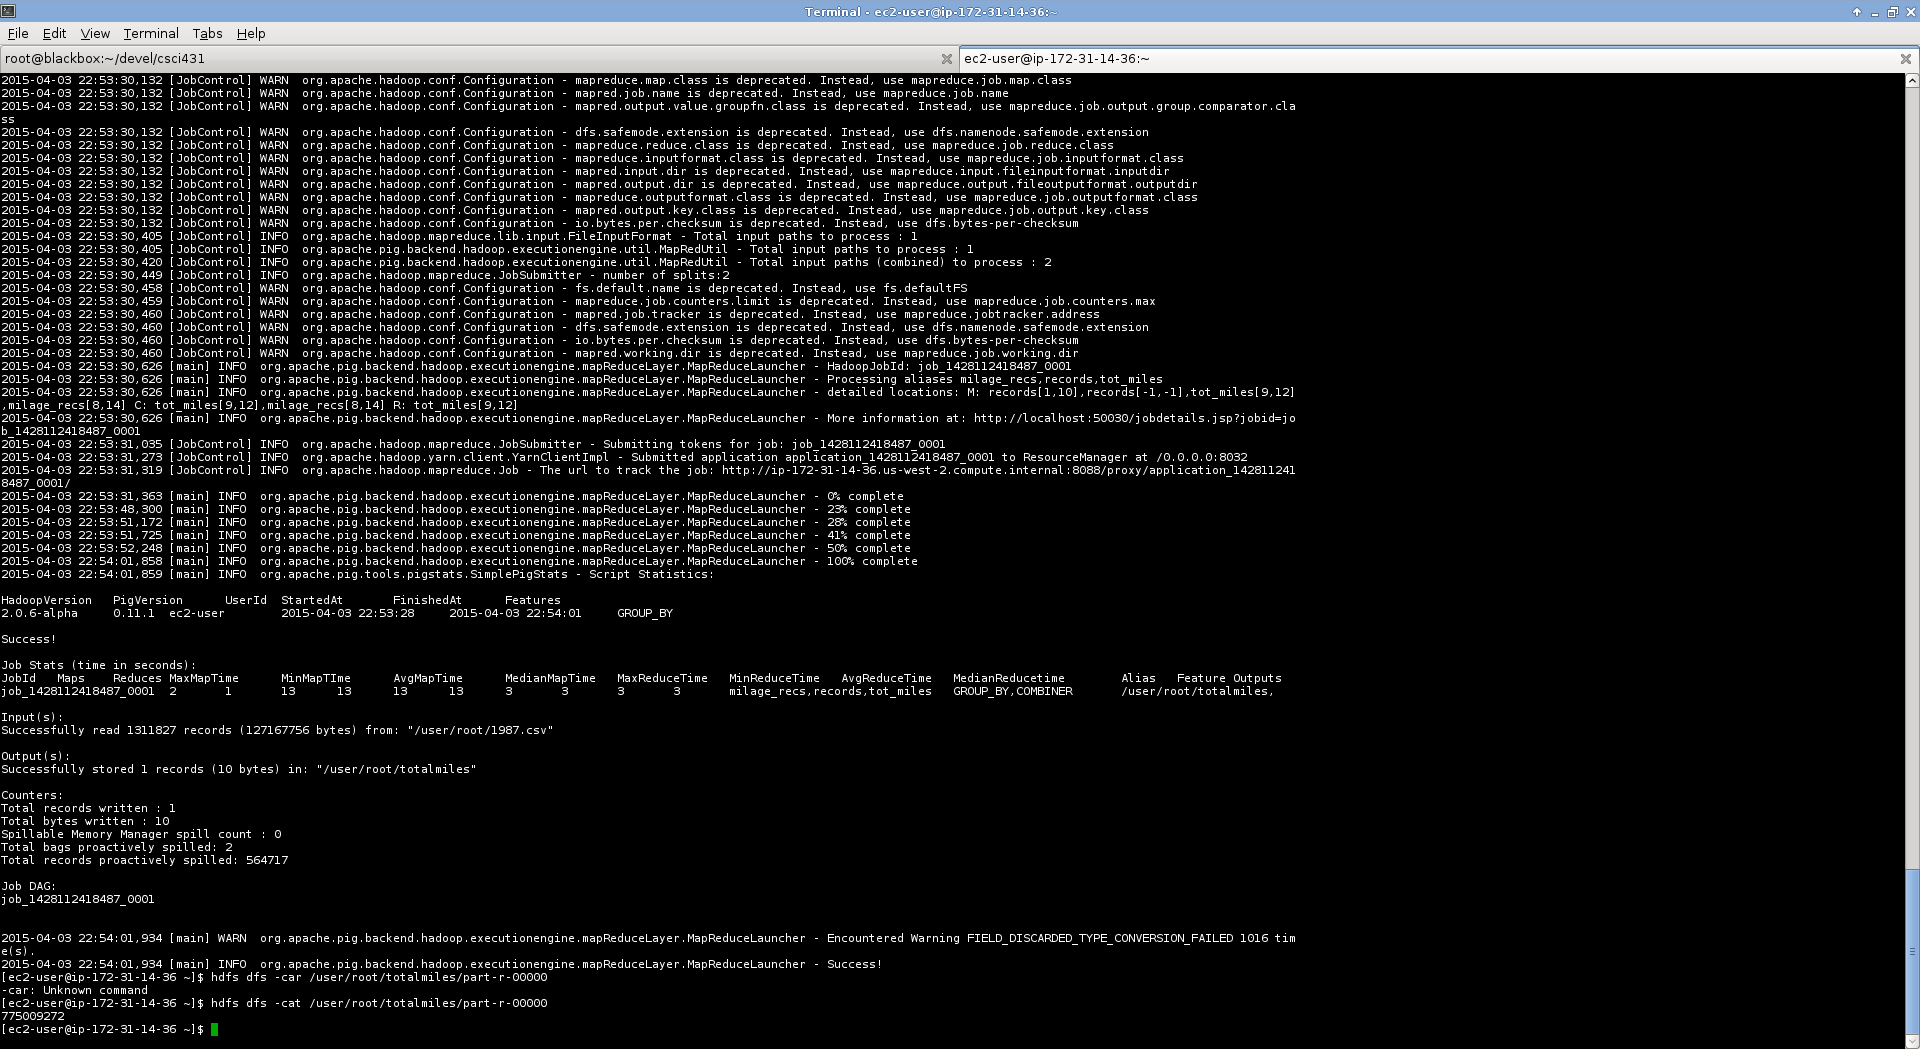 Terminal - ec2-user@ip-172-31-14-36:~
File Edit View Terminal Tabs Help
root@blackbox:~/devel/csci431
ec2-user@ip-172-31-14-36:~
2015-04-03 22:53:30,132 [JobControl] WARN  org.apache.hadoop.conf.Configuration - mapreduce.map.class is deprecated. Instead, use mapreduce.job.map.class
2015-04-03 22:53:30,132 [JobControl] WARN  org.apache.hadoop.conf.Configuration - mapred.job.name is deprecated. Instead, use mapreduce.job.name
2015-04-03 22:53:30,132 [JobControl] WARN  org.apache.hadoop.conf.Configuration - mapred.output.value.groupfn.class is deprecated. Instead, use mapreduce.job.output.group.comparator.cla
ss
2015-04-03 22:53:30,132 [JobControl] WARN  org.apache.hadoop.conf.Configuration - dfs.safemode.extension is deprecated. Instead, use dfs.namenode.safemode.extension
2015-04-03 22:53:30,132 [JobControl] WARN  org.apache.hadoop.conf.Configuration - mapreduce.reduce.class is deprecated. Instead, use mapreduce.job.reduce.class
2015-04-03 22:53:30,132 [JobControl] WARN  org.apache.hadoop.conf.Configuration - mapreduce.inputformat.class is deprecated. Instead, use mapreduce.job.inputformat.class
2015-04-03 22:53:30,132 [JobControl] WARN  org.apache.hadoop.conf.Configuration - mapred.input.dir is deprecated. Instead, use mapreduce.input.fileinputformat.inputdir
2015-04-03 22:53:30,132 [JobControl] WARN  org.apache.hadoop.conf.Configuration - mapred.output.dir is deprecated. Instead, use mapreduce.output.fileoutputformat.outputdir
2015-04-03 22:53:30,132 [JobControl] WARN  org.apache.hadoop.conf.Configuration - mapreduce.outputformat.class is deprecated. Instead, use mapreduce.job.outputformat.class
2015-04-03 22:53:30,132 [JobControl] WARN  org.apache.hadoop.conf.Configuration - mapred.output.key.class is deprecated. Instead, use mapreduce.job.output.key.class
2015-04-03 22:53:30,132 [JobControl] WARN  org.apache.hadoop.conf.Configuration - io.bytes.per.checksum is deprecated. Instead, use dfs.bytes-per-checksum
2015-04-03 22:53:30,405 [JobControl] INFO  org.apache.hadoop.mapreduce.lib.input.FileInputFormat - Total input paths to process : 1
2015-04-03 22:53:30,405 [JobControl] INFO  org.apache.pig.backend.hadoop.executionengine.util.MapRedUtil - Total input paths to process : 1
2015-04-03 22:53:30,420 [JobControl] INFO  org.apache.pig.backend.hadoop.executionengine.util.MapRedUtil - Total input paths (combined) to process : 2
2015-04-03 22:53:30,449 [JobControl] INFO  org.apache.hadoop.mapreduce.JobSubmitter - number of splits:2
2015-04-03 22:53:30,458 [JobControl] WARN  org.apache.hadoop.conf.Configuration - fs.default.name is deprecated. Instead, use fs.defaultFS
2015-04-03 22:53:30,459 [JobControl] WARN  org.apache.hadoop.conf.Configuration - mapreduce.job.counters.limit is deprecated. Instead, use mapreduce.job.counters.max
2015-04-03 22:53:30,460 [JobControl] WARN  org.apache.hadoop.conf.Configuration - mapred.job.tracker is deprecated. Instead, use mapreduce.jobtracker.address
2015-04-03 22:53:30,460 [JobControl] WARN  org.apache.hadoop.conf.Configuration - dfs.safemode.extension is deprecated. Instead, use dfs.namenode.safemode.extension
2015-04-03 22:53:30,460 [JobControl] WARN  org.apache.hadoop.conf.Configuration - io.bytes.per.checksum is deprecated. Instead, use dfs.bytes-per-checksum
2015-04-03 22:53:30,460 [JobControl] WARN  org.apache.hadoop.conf.Configuration - mapred.working.dir is deprecated. Instead, use mapreduce.job.working.dir
2015-04-03 22:53:30,626 [main] INFO  org.apache.pig.backend.hadoop.executionengine.mapReduceLayer.MapReduceLauncher - HadoopJobId: job_1428112418487_0001
2015-04-03 22:53:30,626 [main] INFO  org.apache.pig.backend.hadoop.executionengine.mapReduceLayer.MapReduceLauncher - Processing aliases milage_recs,records,tot_miles
2015-04-03 22:53:30,626 [main] INFO  org.apache.pig.backend.hadoop.executionengine.mapReduceLayer.MapReduceLauncher - detailed locations: M: records[1,10],records[-1,-1],tot_miles[9,12]
,milage_recs[8,14] C: tot_miles[9,12],milage_recs[8,14] R: tot_miles[9,12]
2015-04-03 22:53:30,626 [main] INFO  org.apache.pig.backend.hadoop.executionengine.mapReduceLayer.MapReduceLauncher - More information at: http://localhost:50030/jobdetails.jsp?jobid=jo
b_1428112418487_0001
2015-04-03 22:53:31,035 [JobControl] INFO  org.apache.hadoop.mapreduce.JobSubmitter - Submitting tokens for job: job_1428112418487_0001
2015-04-03 22:53:31,273 [JobControl] INFO  org.apache.hadoop.yarn.client.YarnClientImpl - Submitted application application_1428112418487_0001 to ResourceManager at /0.0.0.0:8032
2015-04-03 22:53:31,319 [JobControl] INFO  org.apache.hadoop.mapreduce.Job - The url to track the job: http://ip-172-31-14-36.us-west-2.compute.internal:8088/proxy/application_142811241
8487_0001/
2015-04-03 22:53:31,363 [main] INFO  org.apache.pig.backend.hadoop.executionengine.mapReduceLayer.MapReduceLauncher - 0% complete
2015-04-03 22:53:48,300 [main] INFO  org.apache.pig.backend.hadoop.executionengine.mapReduceLayer.MapReduceLauncher - 23% complete
2015-04-03 22:53:51,172 [main] INFO  org.apache.pig.backend.hadoop.executionengine.mapReduceLayer.MapReduceLauncher - 28% complete
2015-04-03 22:53:51,725 [main] INFO  org.apache.pig.backend.hadoop.executionengine.mapReduceLayer.MapReduceLauncher - 41% complete
2015-04-03 22:53:52,248 [main] INFO  org.apache.pig.backend.hadoop.executionengine.mapReduceLayer.MapReduceLauncher - 50% complete
2015-04-03 22:54:01,858 [main] INFO  org.apache.pig.backend.hadoop.executionengine.mapReduceLayer.MapReduceLauncher - 100% complete
2015-04-03 22:54:01,859 [main] INFO  org.apache.pig.tools.pigstats.SimplePigStats - Script Statistics:
HadoopVersion   PigVersion      UserId  StartedAt       FinishedAt      Features
2.0.6-alpha     0.11.1  ec2-user        2015-04-03 22:53:28     2015-04-03 22:54:01     GROUP_BY
Success!
Job Stats (time in seconds):
JobId   Maps    Reduces MaxMapTime      MinMapTIme      AvgMapTime      MedianMapTime   MaxReduceTime   MinReduceTime   AvgReduceTime   MedianReducetime        Alias   Feature Outputs
job_1428112418487_0001  2       1       13      13      13      13      3       3       3       3       milage_recs,records,tot_miles   GROUP_BY,COMBINER       /user/root/totalmiles,
Input(s):
Successfully read 1311827 records (127167756 bytes) from: "/user/root/1987.csv"
Output(s):
Successfully stored 1 records (10 bytes) in: "/user/root/totalmiles"
Counters:
Total records written : 1
Total bytes written : 10
Spillable Memory Manager spill count : 0
Total bags proactively spilled: 2
Total records proactively spilled: 564717
Job DAG:
job_1428112418487_0001
2015-04-03 22:54:01,934 [main] WARN  org.apache.pig.backend.hadoop.executionengine.mapReduceLayer.MapReduceLauncher - Encountered Warning FIELD_DISCARDED_TYPE_CONVERSION_FAILED 1016 tim
e(s).
2015-04-03 22:54:01,934 [main] INFO  org.apache.pig.backend.hadoop.executionengine.mapReduceLayer.MapReduceLauncher - Success!
[ec2-user@ip-172-31-14-36 ~]$ hdfs dfs -car /user/root/totalmiles/part-r-00000
-car: Unknown command
[ec2-user@ip-172-31-14-36 ~]$ hdfs dfs -cat /user/root/totalmiles/part-r-00000
775009272
[ec2-user@ip-172-31-14-36 ~]$